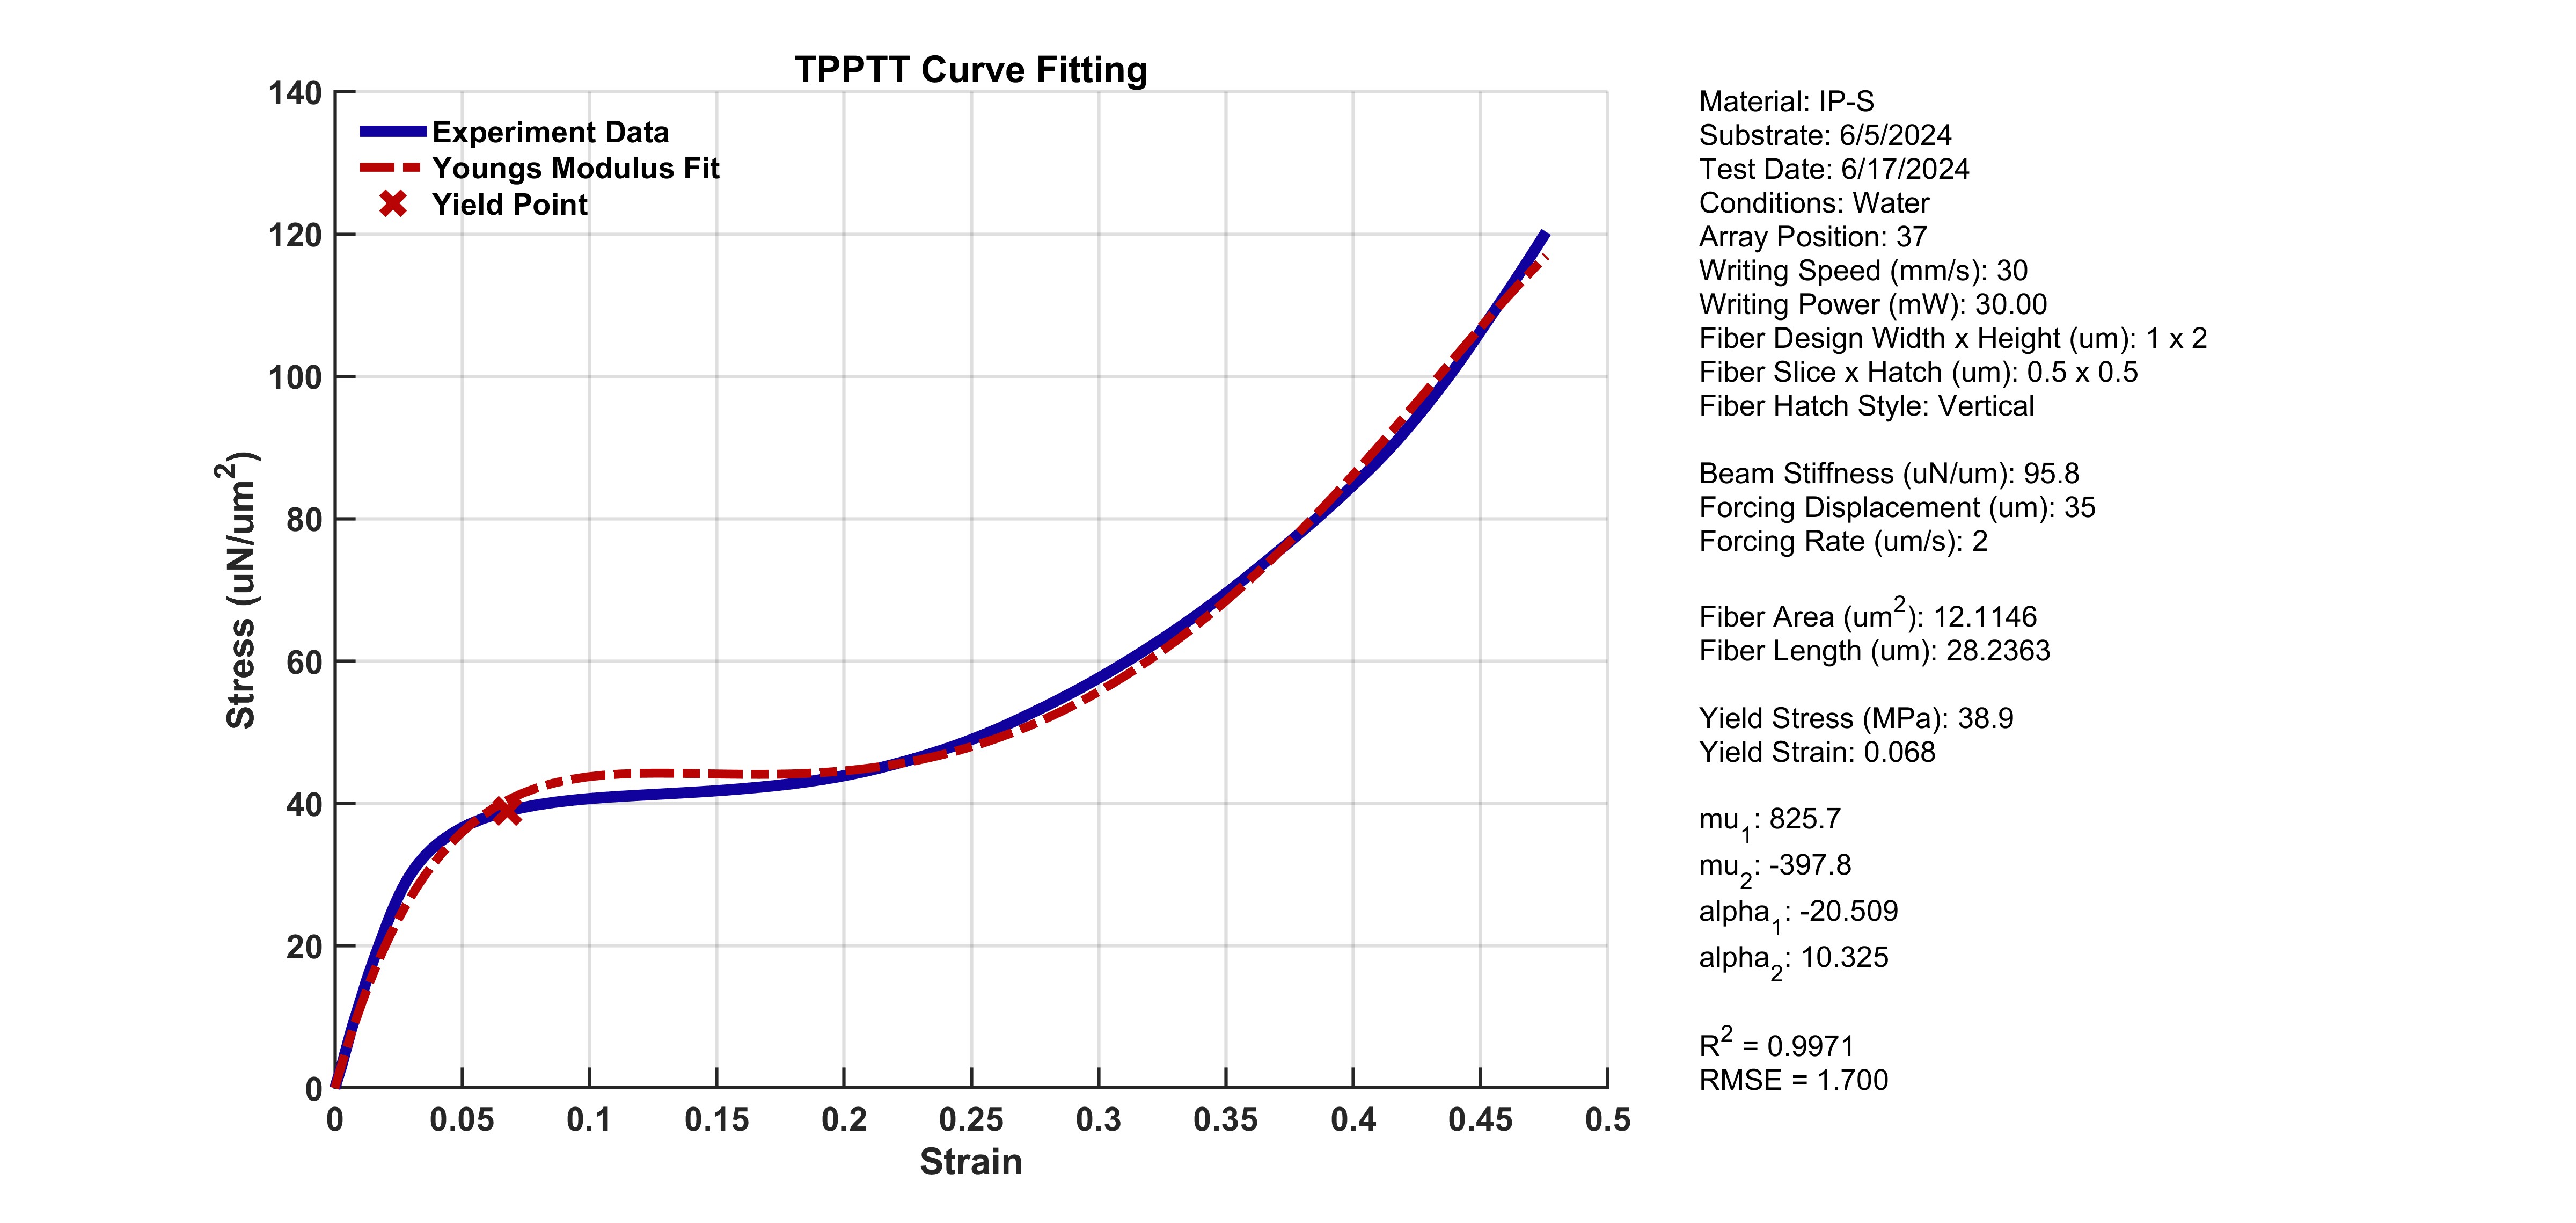 TPPTT Curve Fitting
140
120
100
80
60
40
20
0
Stress (uN/um²)
Experiment Data
Youngs Modulus Fit
Yield Point
0 0.05 0.1 0.15 0.2 0.25 0.3 0.35 0.4 0.45 0.5
Strain
Material: IP-S
Substrate: 6/5/2024
Test Date: 6/17/2024
Conditions: Water
Array Position: 37
Writing Speed (mm/s): 30
Writing Power (mW): 30.00
Fiber Design Width x Height (um): 1 x 2
Fiber Slice x Hatch (um): 0.5 x 0.5
Fiber Hatch Style: Vertical
Beam Stiffness (uN/um): 95.8
Forcing Displacement (um): 35
Forcing Rate (um/s): 2
Fiber Area (um²): 12.1146
Fiber Length (um): 28.2363
Yield Stress (MPa): 38.9
Yield Strain: 0.068
mu₁: 825.7
mu₂: -397.8
alpha₁: -20.509
alpha₂: 10.325
R² = 0.9971
RMSE = 1.700